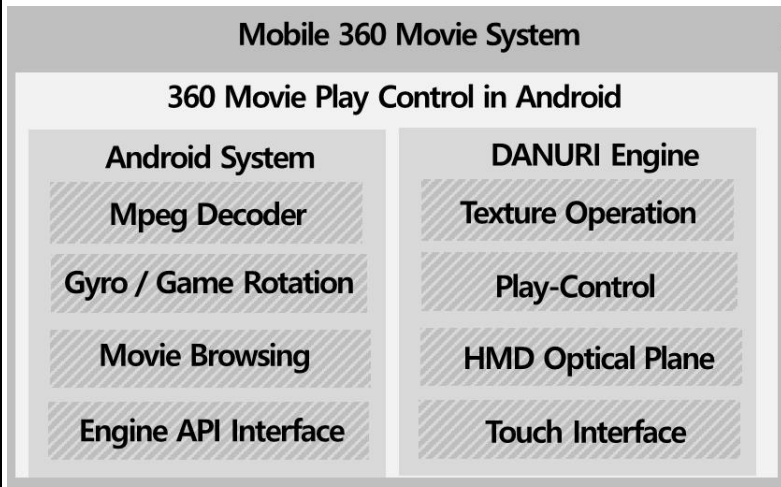 Mobile 360 Movie System
360 Movie Play Control in Android
Android System
Mpeg Decoder
Gyro / Game Rotation
Movie Browsing
Engine API Interface
DANURI Engine
Texture Operation
Play-Control
HMD Optical Plane
Touch Interface